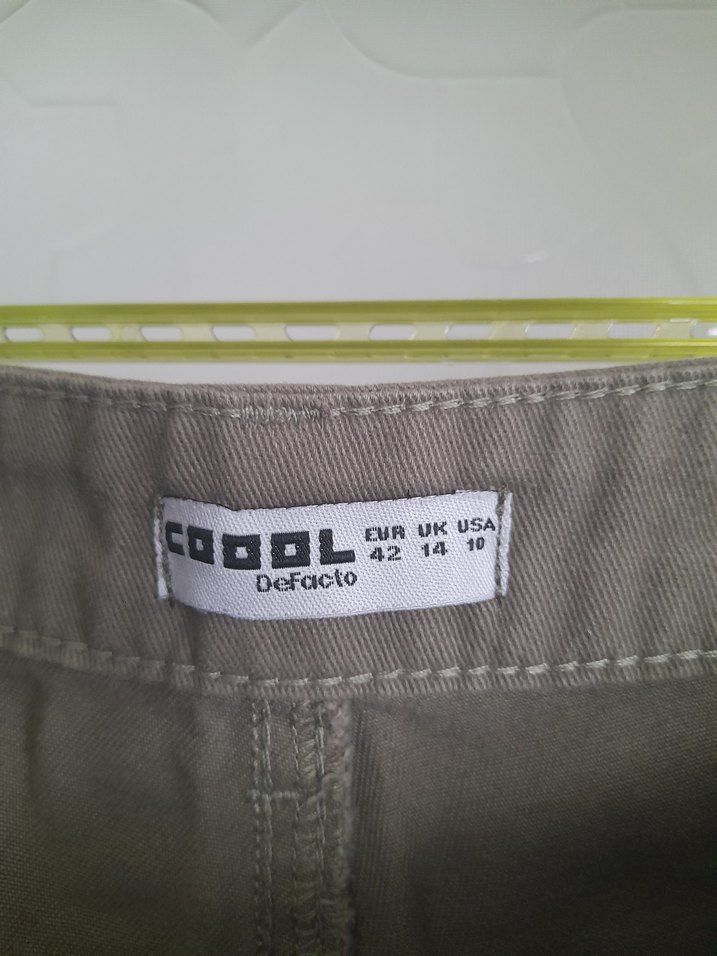 COOOL
DeFacto
EUR UK USA
42 14 10